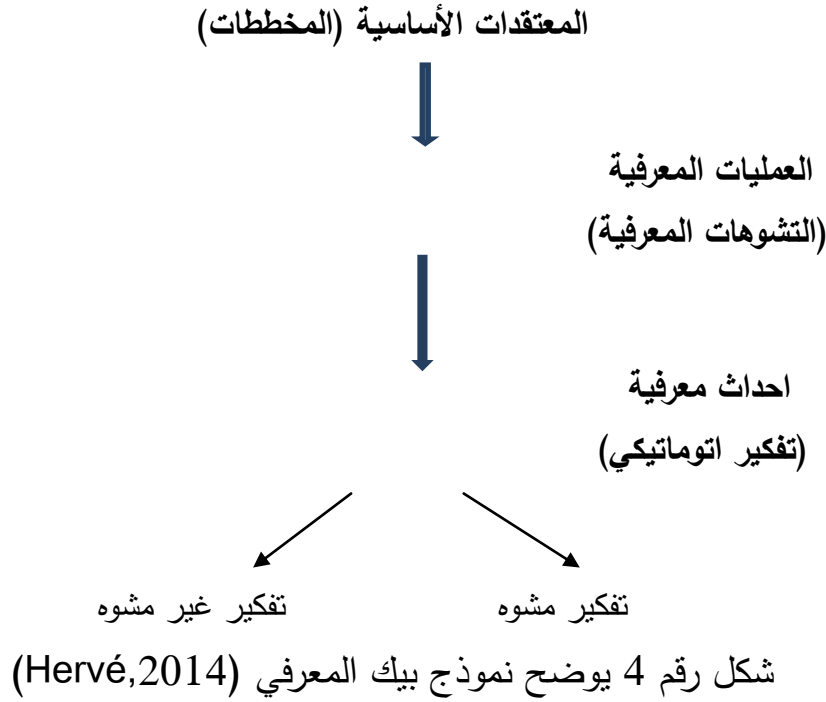 المعتقدات الأساسية (المخططات)
العمليات المعرفية
(التشوهات المعرفية)
احداث معرفية
(تفكير اتوماتيكي)
تفكير مشوه
تفكير غير مشوه
شكل رقم 4 يوضح نموذج بيك المعرفي (Hervé,2014)